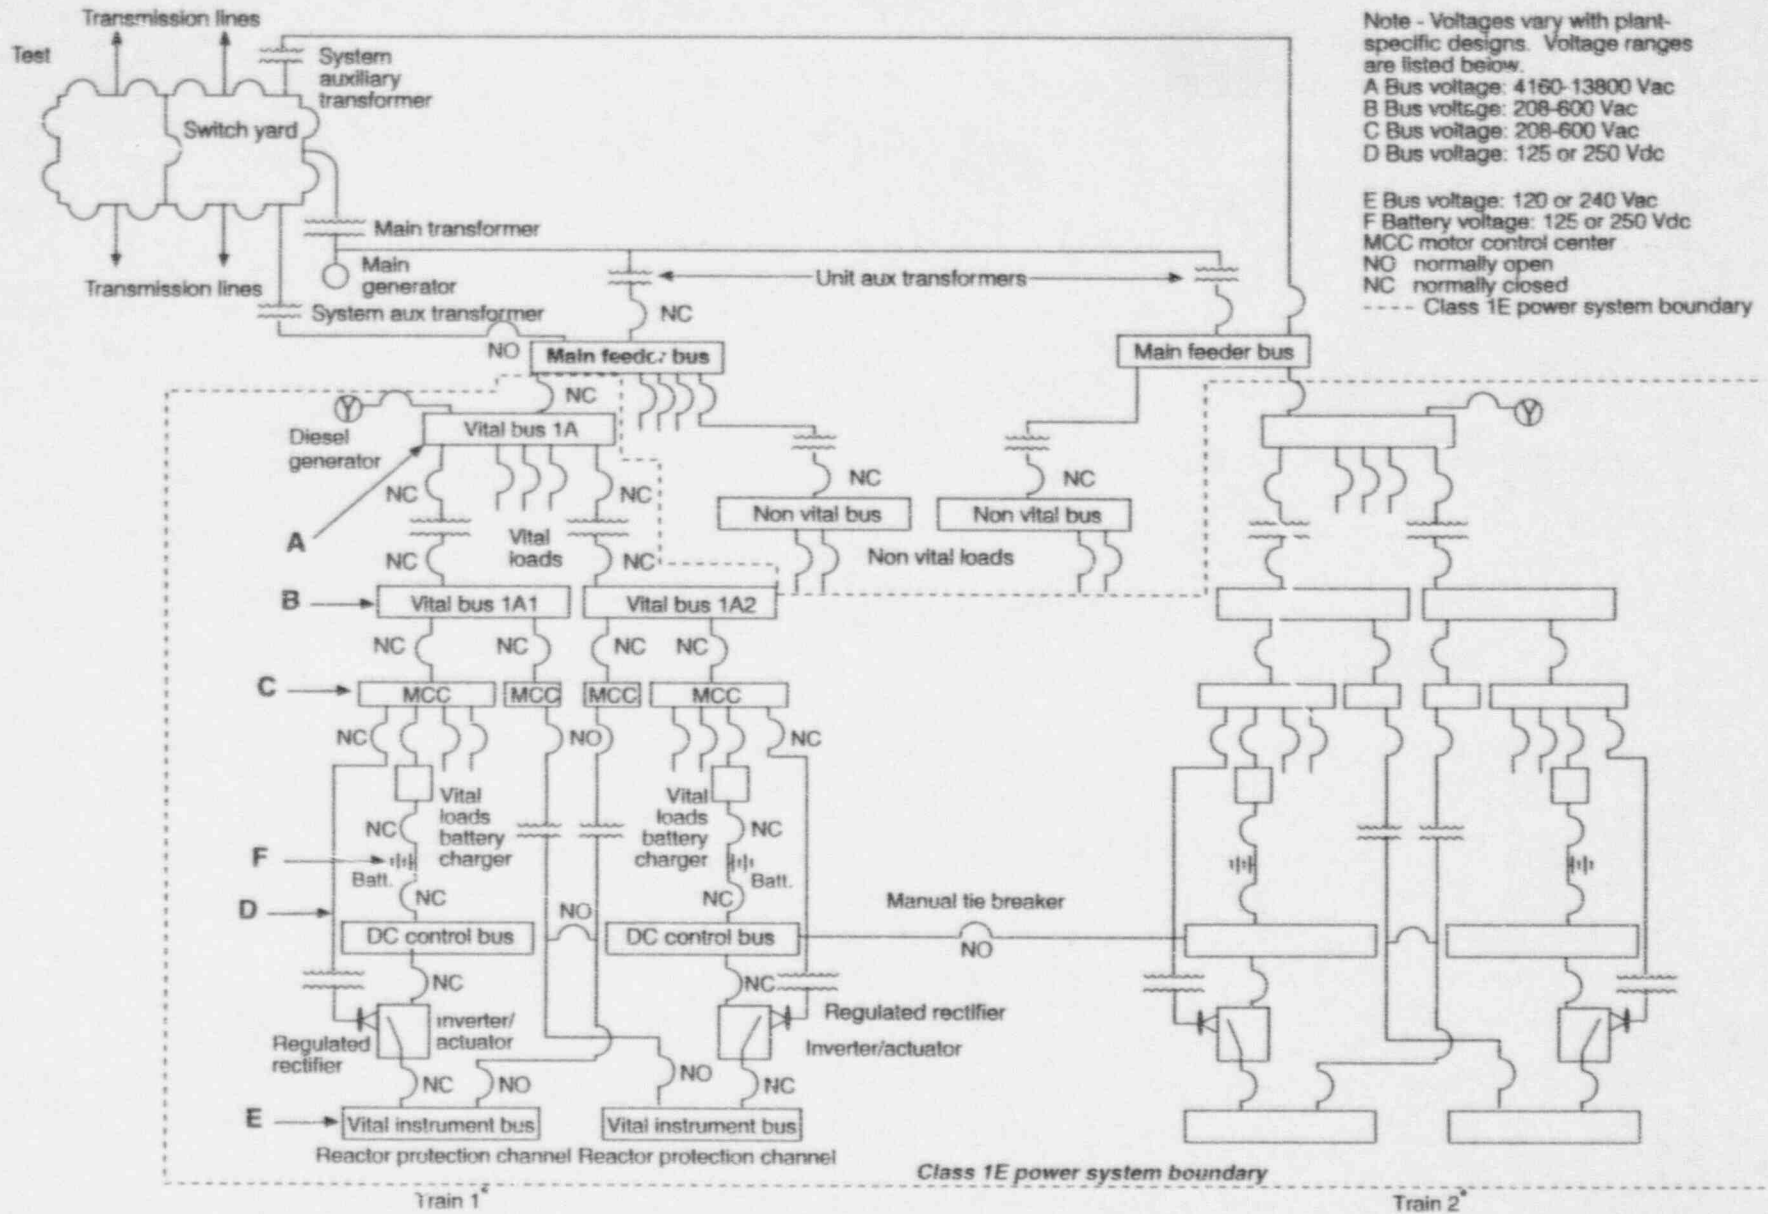 Transmission lines
Test
System
auxiliary
transformer
Switch yard
Main transformer
Main
generator
Transmission lines
System aux transformer
Unit aux transformers
NC
NO
Main feeder bus
Main feeder bus
Note - Voltages vary with plant-
specific designs. Voltage ranges
are listed below.
A Bus voltage: 4160-13800 Vac
B Bus voltage: 208-600 Vac
C Bus voltage: 208-600 Vac
D Bus voltage: 125 or 250 Vdc
E Bus voltage: 120 or 240 Vac
F Battery voltage: 125 or 250 Vdc
MCC motor control center
NO normally open
NC normally closed
---- Class 1E power system boundary
NC
Diesel
generator
Vital bus 1A
NC
NC
A
Vital
loads
NC
NC
NC
NC
Non vital bus
Non vital bus
Non vital loads
B
Vital bus 1A1
Vital bus 1A2
NC
NC
NC
NC
C
MCC
MCC
MCC
MCC
NC
NO
NC
Vital
loads
battery
charger
Vital
loads
battery
charger
NC
NC
F
Batt.
Batt.
NC
NC
D
NO
Manual tie breaker
NO
DC control bus
DC control bus
NC
NC
Regulated
rectifier
Inverter/
actuator
Regulated rectifier
Inverter/actuator
NC
NO
NO
NC
E
Vital instrument bus
Vital instrument bus
Reactor protection channel
Reactor protection channel
Class 1E power system boundary
Train 1*
Train 2*